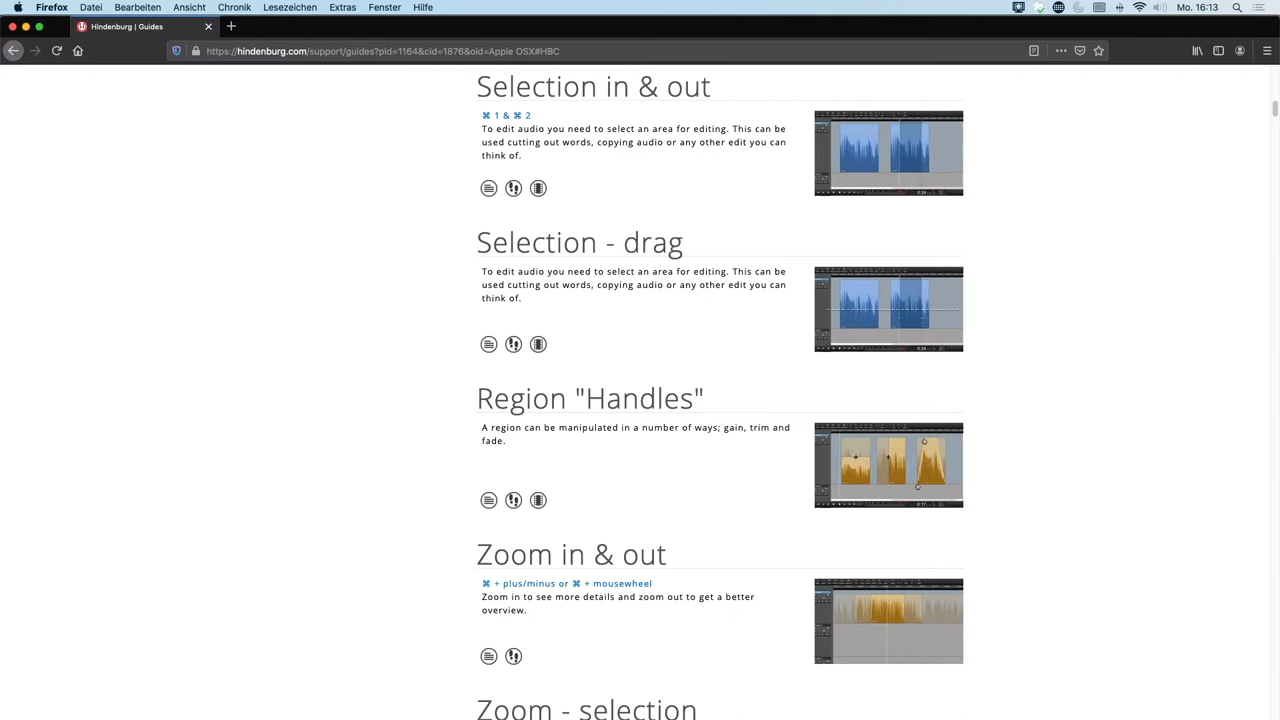 Firefox Datei Bearbeiten Ansicht Chronik Lesezeichen Extras Fenster Hilfe Mo. 16:13
Hindenburg | Guides
https://hindenburg.com/support/guides?pid=1164&cid=1876&oid=Apple OSX#HBC
Selection in & out
⌘ 1 & ⌘ 2
To edit audio you need to select an area for editing. This can be
used cutting out words, copying audio or any other edit you can
think of.
Selection - drag
To edit audio you need to select an area for editing. This can be
used cutting out words, copying audio or any other edit you can
think of.
Region "Handles"
A region can be manipulated in a number of ways; gain, trim and
fade.
Zoom in & out
⌘ + plus/minus or ⌘ + mousewheel
Zoom in to see more details and zoom out to get a better
overview.
Zoom - selection